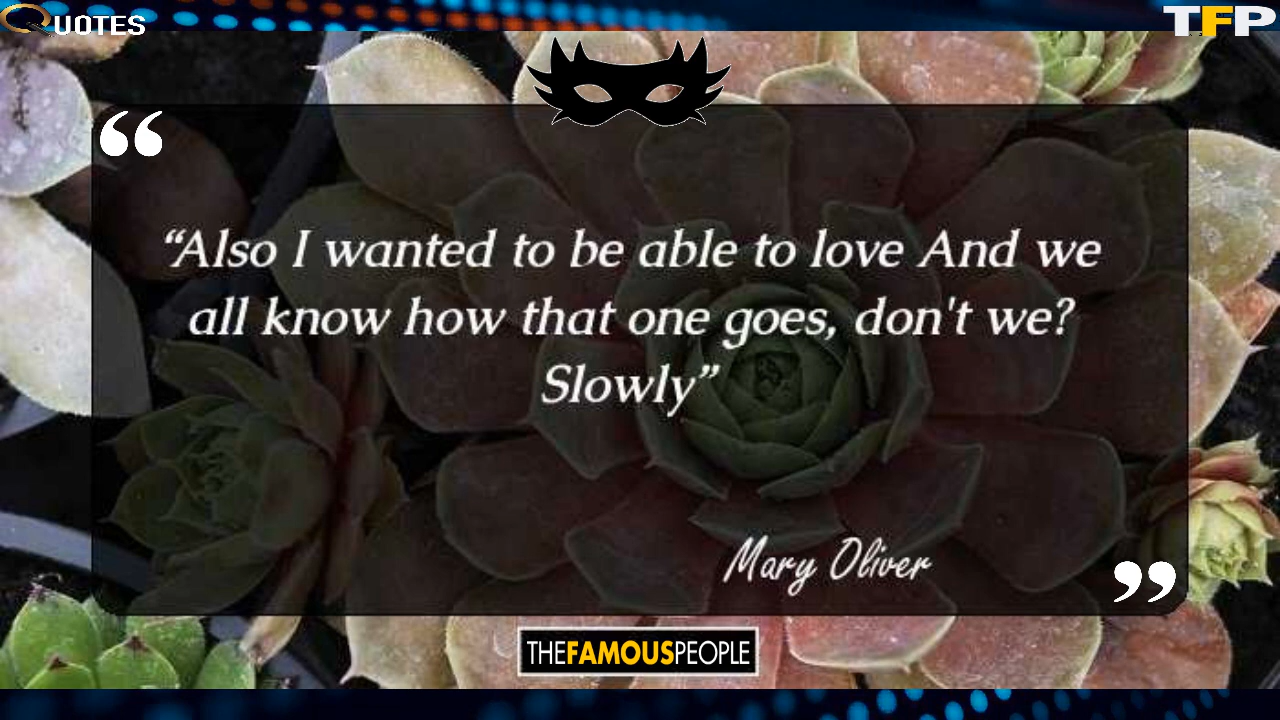 QUOTES
TFP
“Also I wanted to be able to love And we
all know how that one goes, don't we?
Slowly”
Mary Oliver
THEFAMOUSPEOPLE